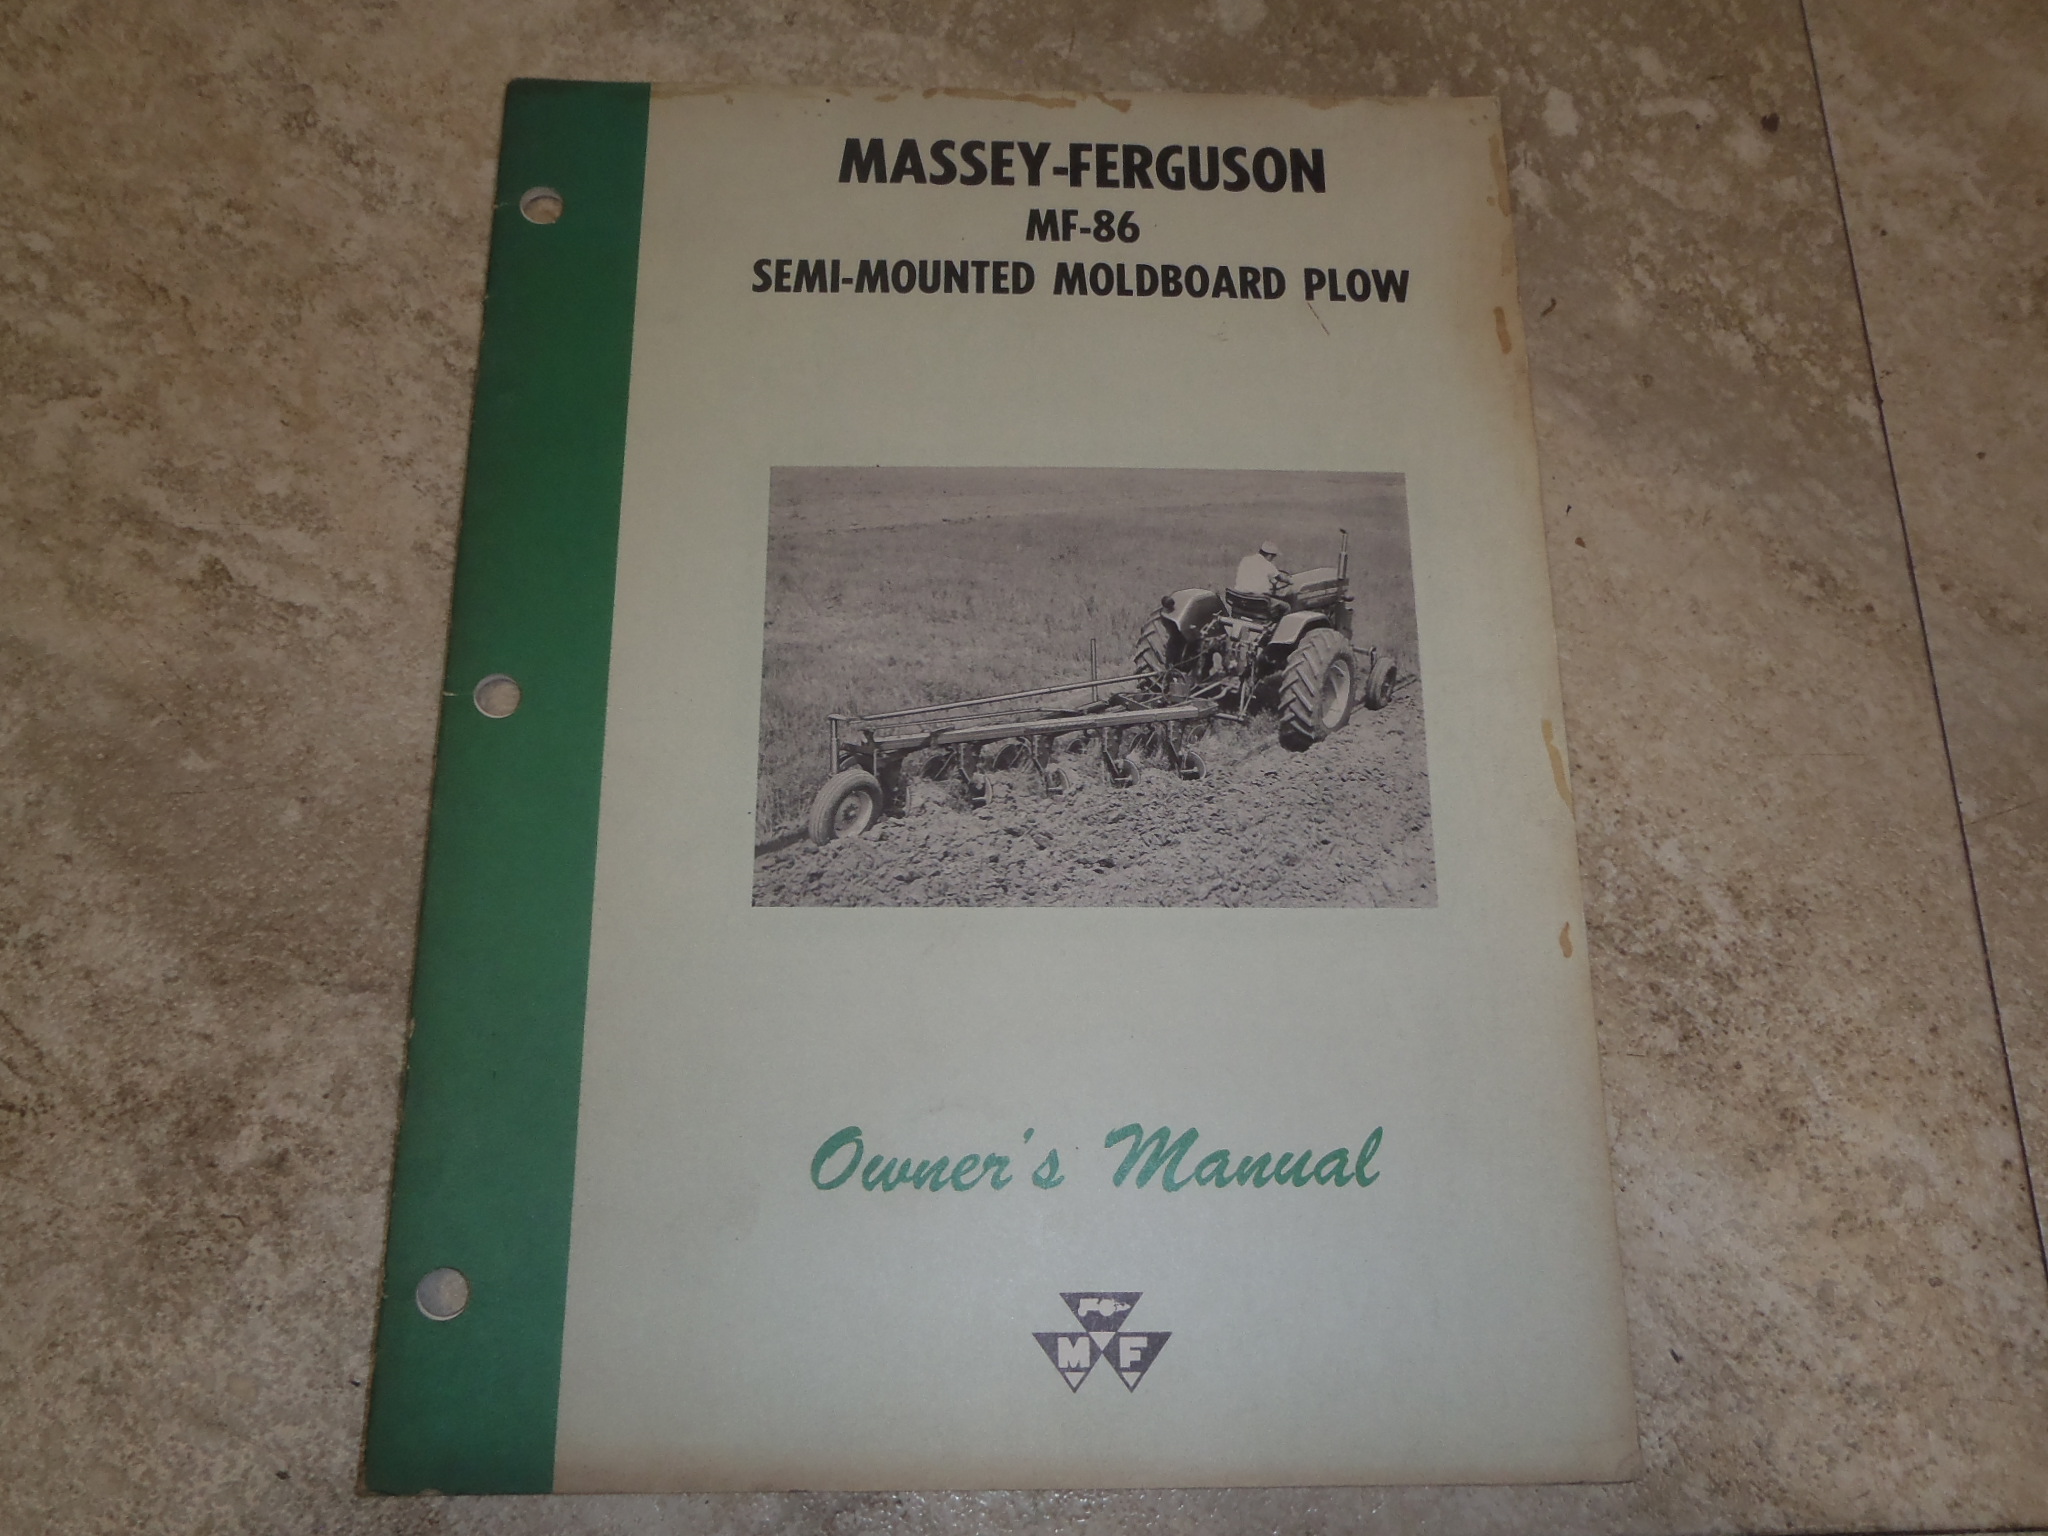 MASSEY-FERGUSON
MF-86
SEMI-MOUNTED MOLDBOARD PLOW
Owner's Manual
M F